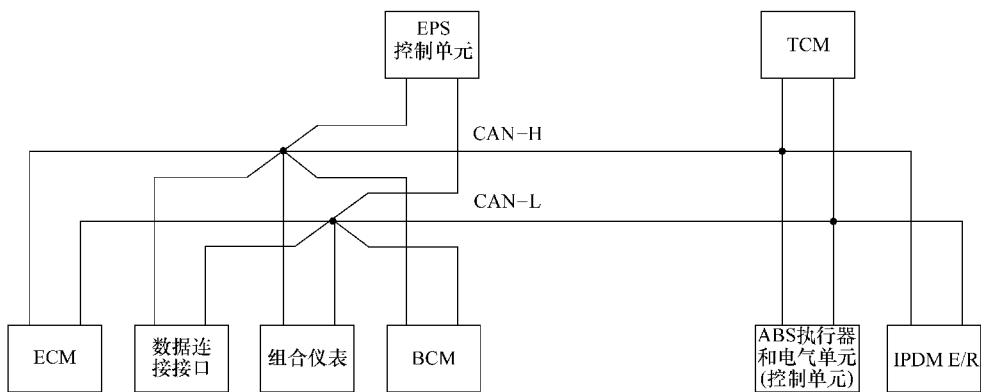 EPS
控制单元
TCM
CAN-H
CAN-L
ECM
数据连
接接口
组合仪表
BCM
ABS执行器
和电气单元
(控制单元)
IPDM E/R